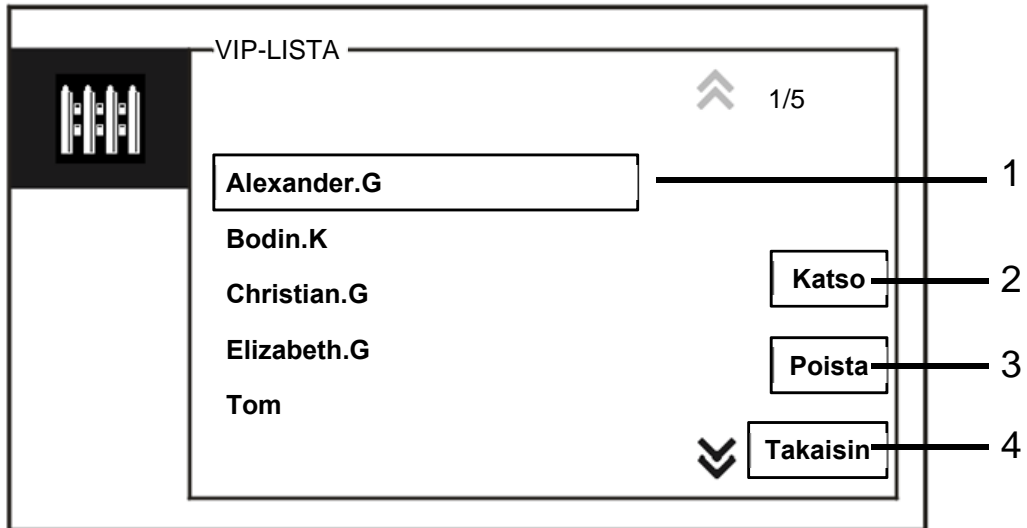 VIP-LISTA
1/5
Alexander.G
1
Bodin.K
Katso
2
Christian.G
Elizabeth.G
Poista
3
Tom
Takaisin
4